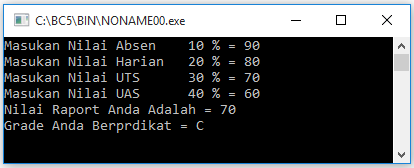 C:\BC5\BIN\NONAME00.exe
Masukan Nilai Absen    10 % = 90
Masukan Nilai Harian   20 % = 80
Masukan Nilai UTS      30 % = 70
Masukan Nilai UAS      40 % = 60
Nilai Raport Anda Adalah = 70
Grade Anda Berprdikat = C